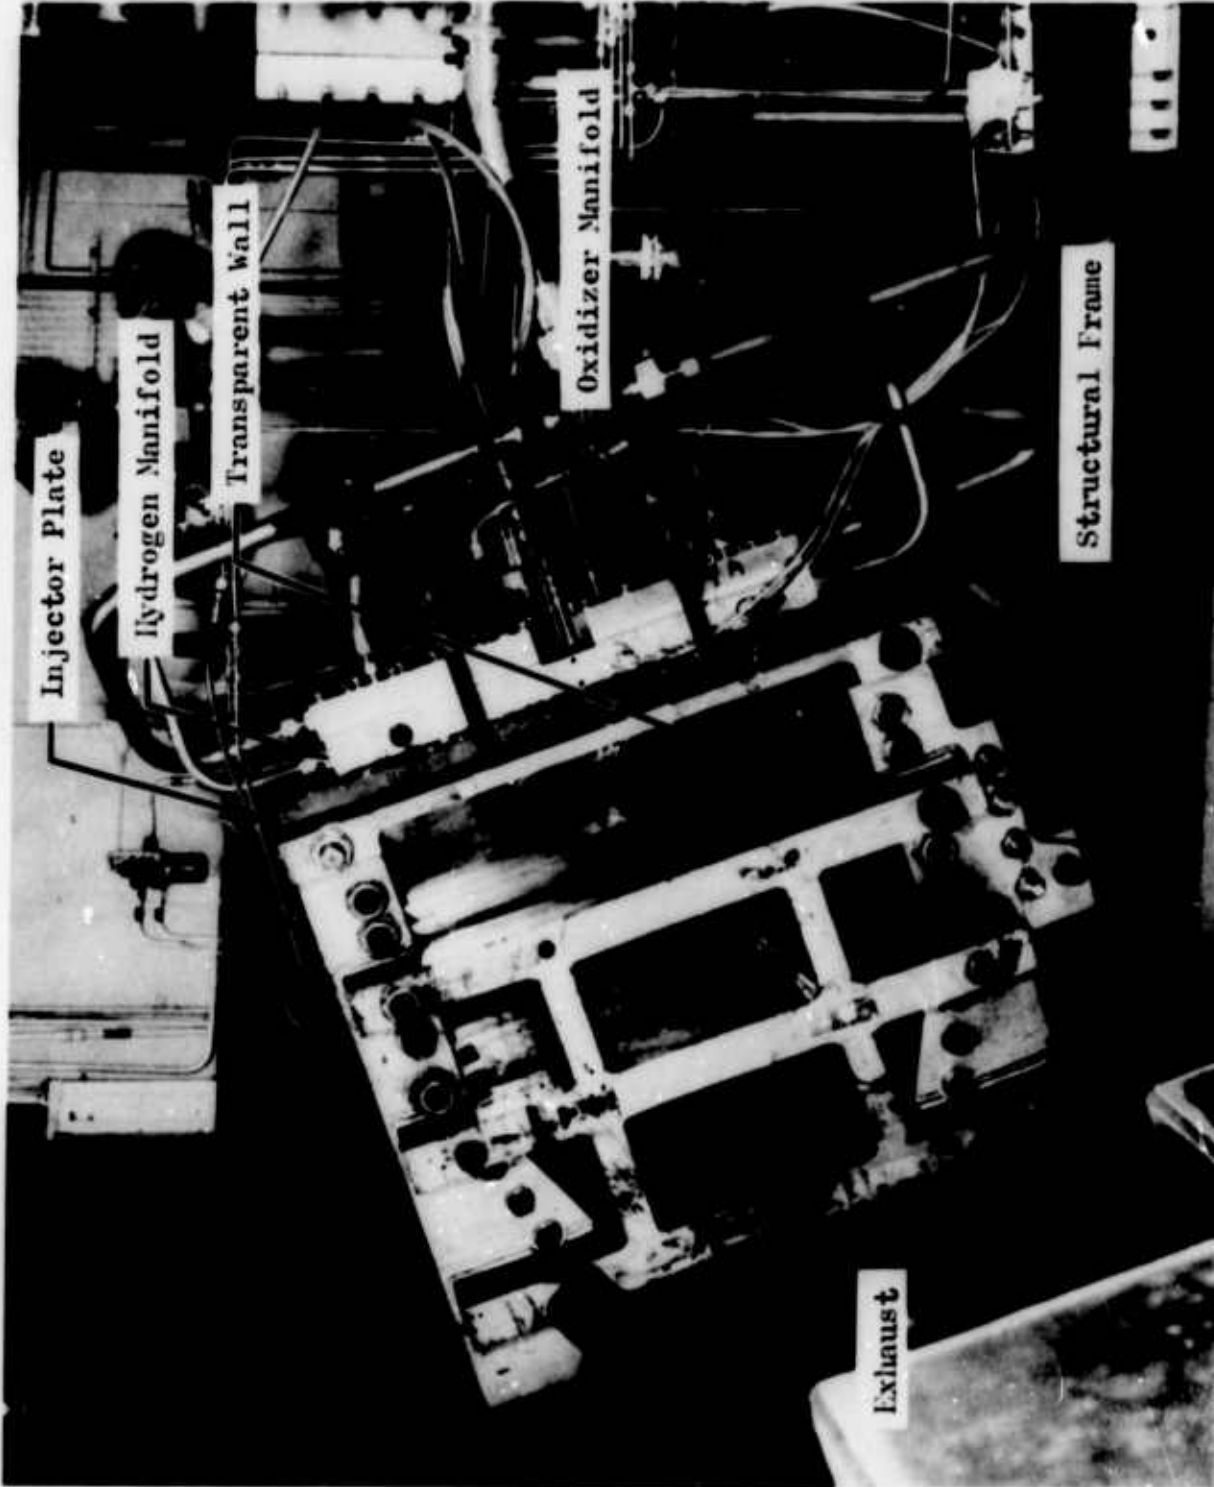 Injector Plate
Hydrogen Manifold
Transparent Wall
Oxidizer Manifold
Structural Frame
Exhaust